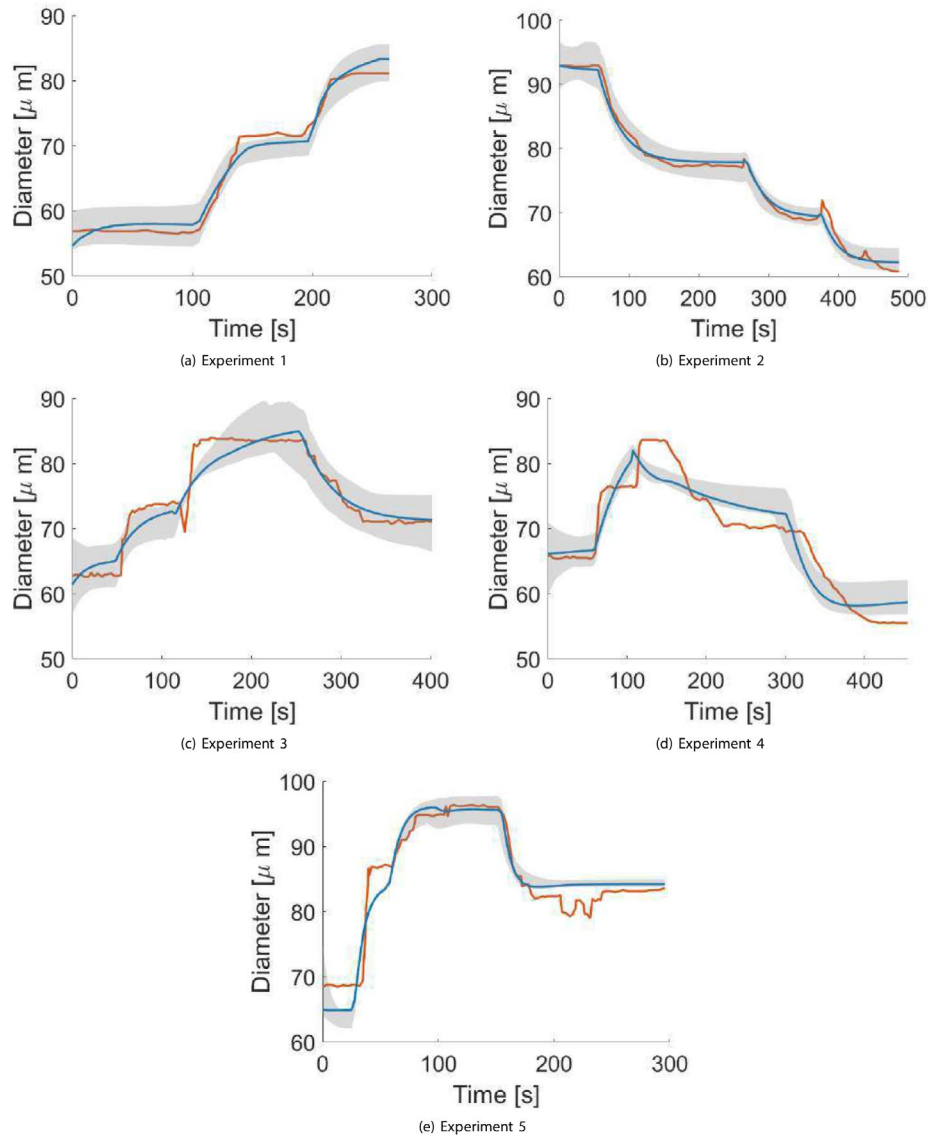 90
80
70
60
50
Diameter [μ m]
0 100 200 300
Time [s]
(a) Experiment 1
100
90
80
70
60
Diameter [μ m]
0 100 200 300 400 500
Time [s]
(b) Experiment 2
90
80
70
60
50
Diameter [μ m]
0 100 200 300 400
Time [s]
(c) Experiment 3
90
80
70
60
50
Diameter [μ m]
0 100 200 300 400
Time [s]
(d) Experiment 4
100
90
80
70
60
Diameter [μ m]
0 100 200 300
Time [s]
(e) Experiment 5